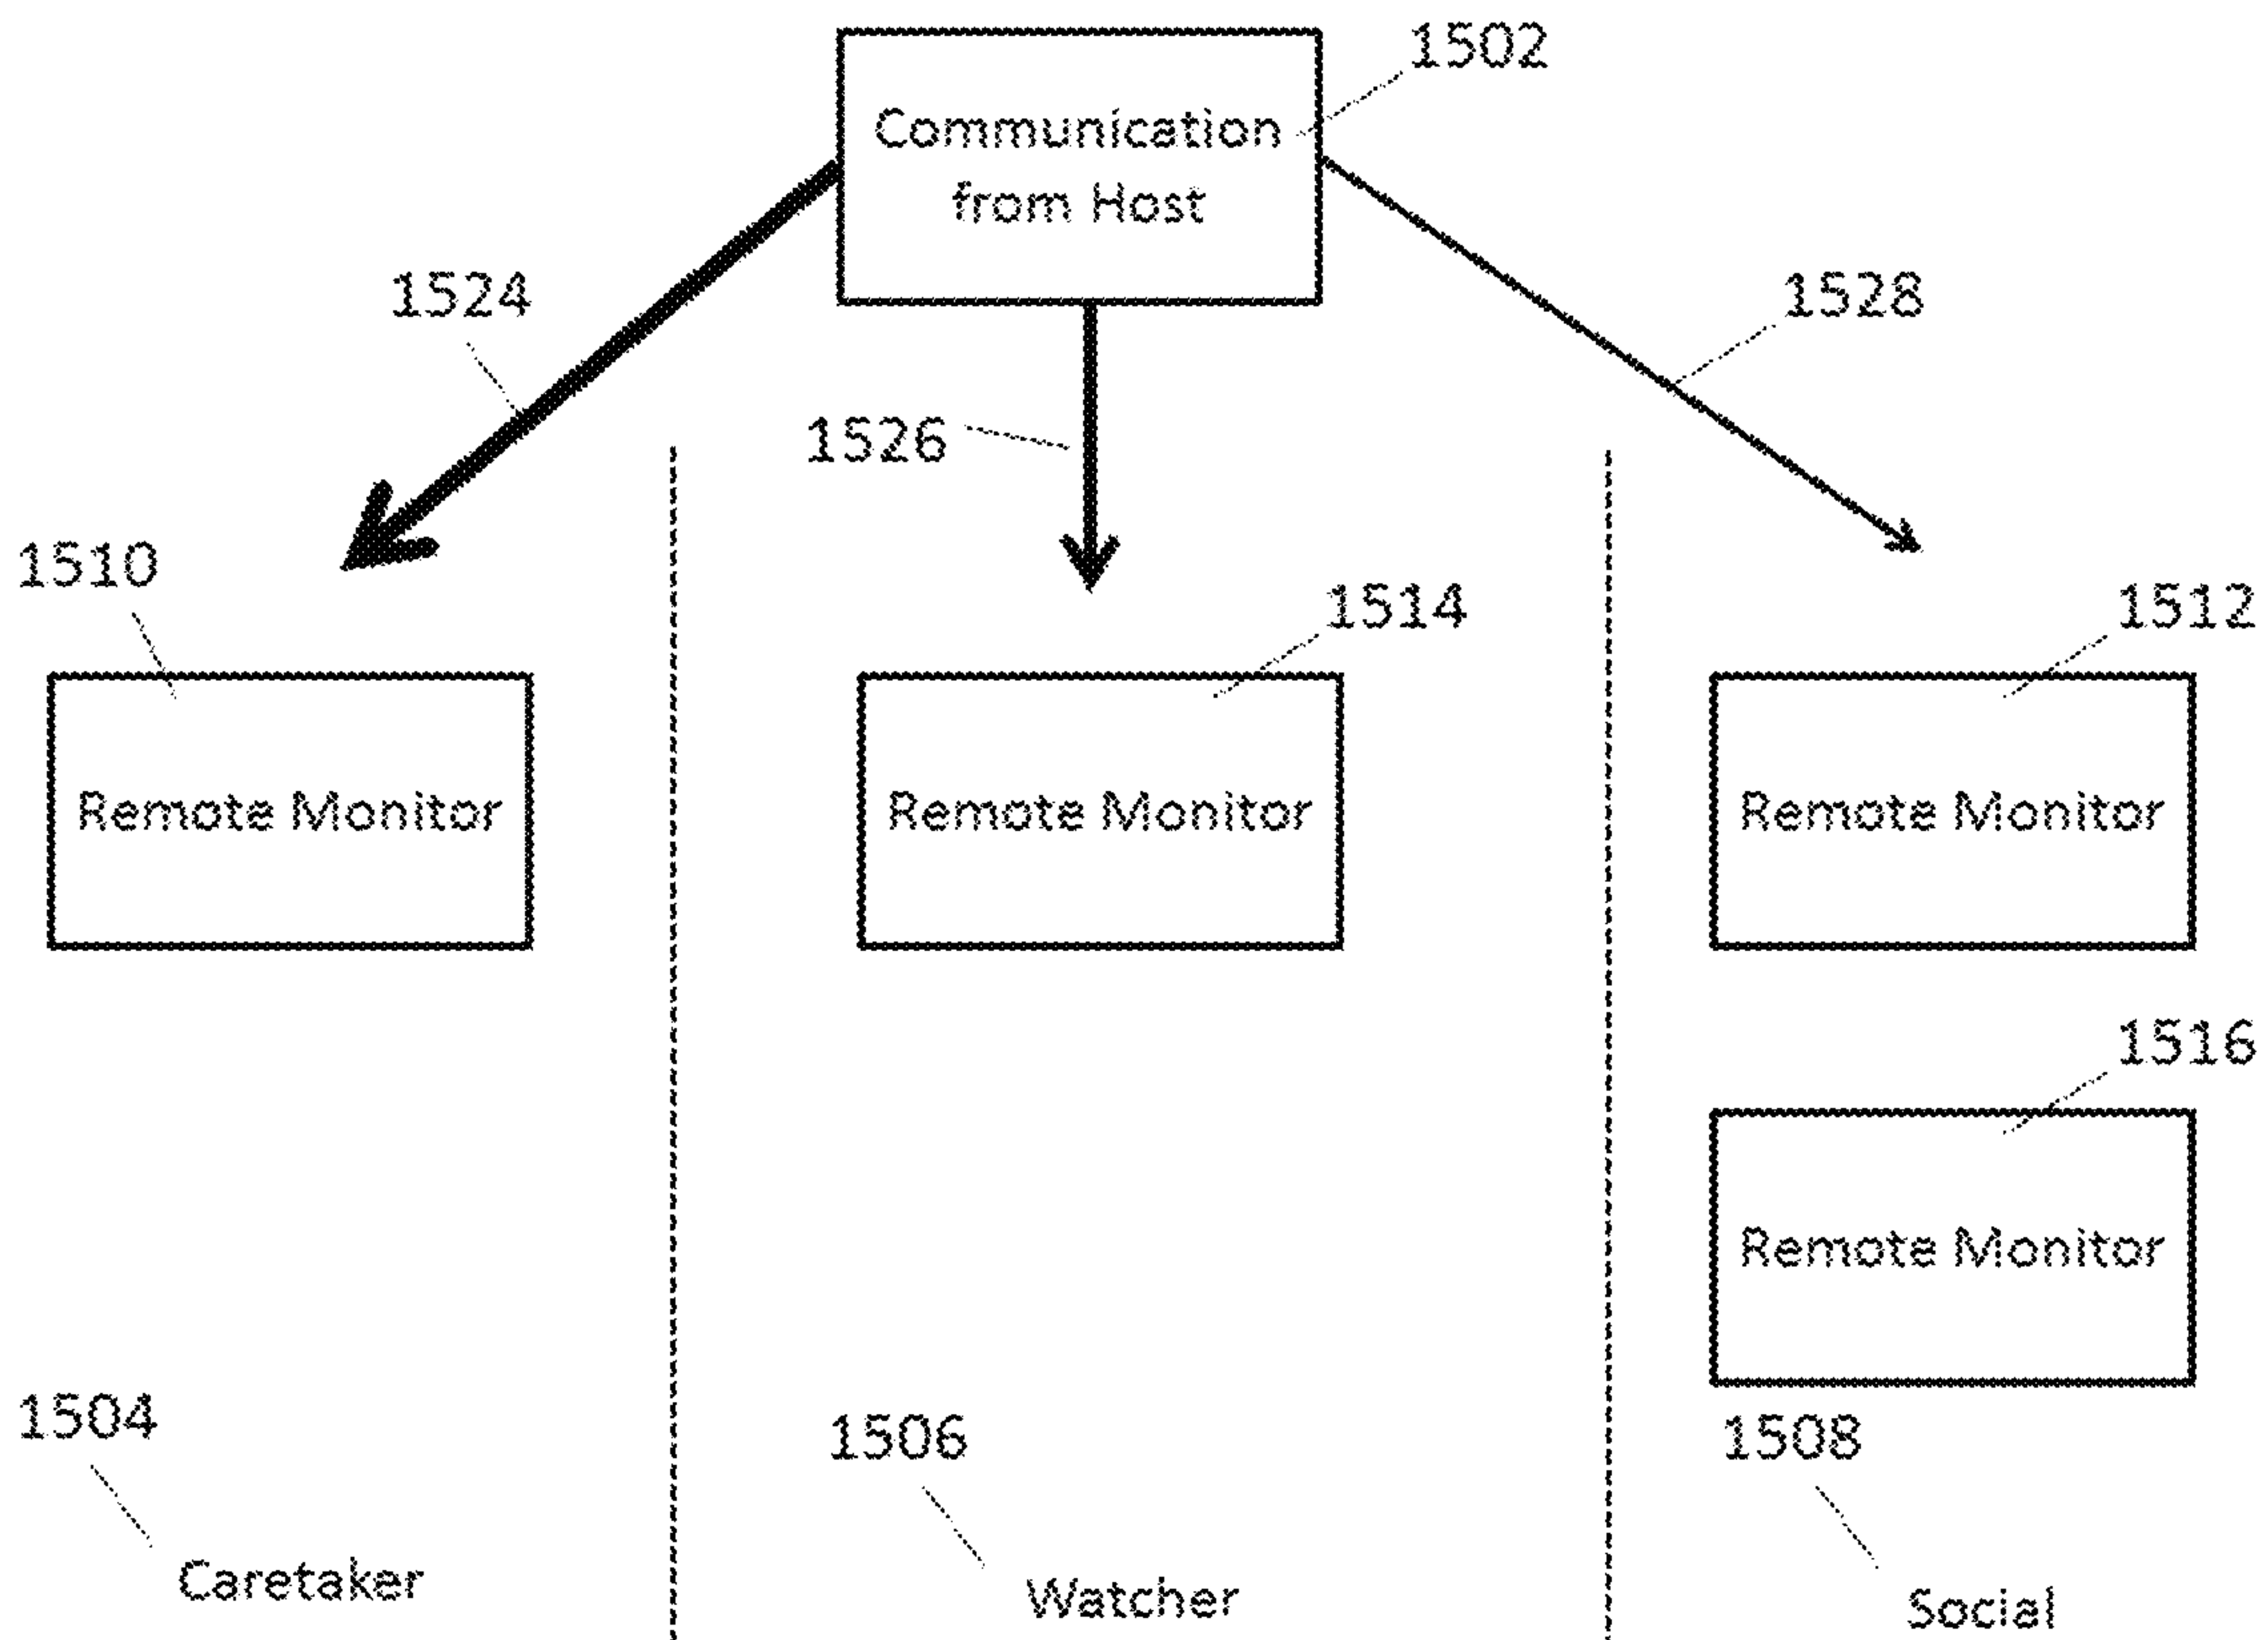 1502
Communication
from Host
1524
1528
1526
1510
1514
1512
Remote Monitor
Remote Monitor
Remote Monitor
1516
Remote Monitor
1504
1506
1508
Caretaker
Watcher
Social